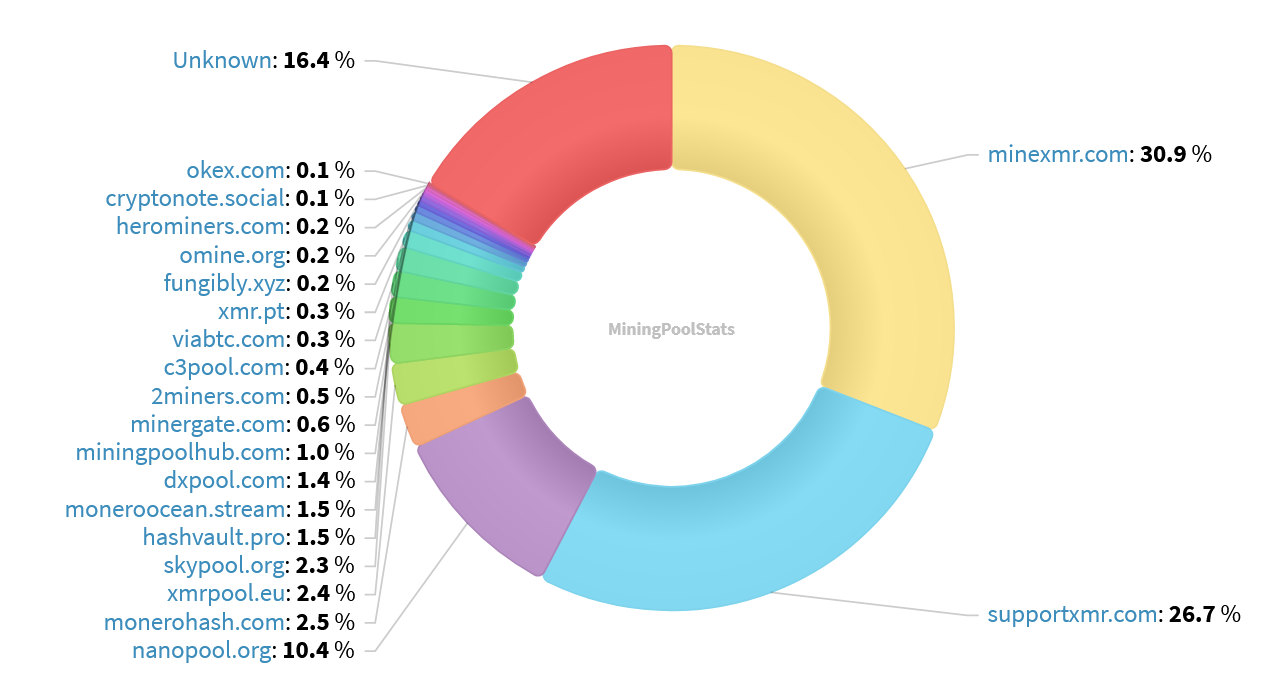 Unknown: 16.4 %
okex.com: 0.1 %
cryptonote.social: 0.1 %
herominers.com: 0.2 %
omine.org: 0.2 %
fungibly.xyz: 0.2 %
xmr.pt: 0.3 %
viabtc.com: 0.3 %
c3pool.com: 0.4 %
2miners.com: 0.5 %
minergate.com: 0.6 %
miningpoolhub.com: 1.0 %
dxpool.com: 1.4 %
moneroocean.stream: 1.5 %
hashvault.pro: 1.5 %
skypool.org: 2.3 %
xmrpool.eu: 2.4 %
monerohash.com: 2.5 %
nanopool.org: 10.4 %
MiningPoolStats
minexmr.com: 30.9 %
supportxmr.com: 26.7 %